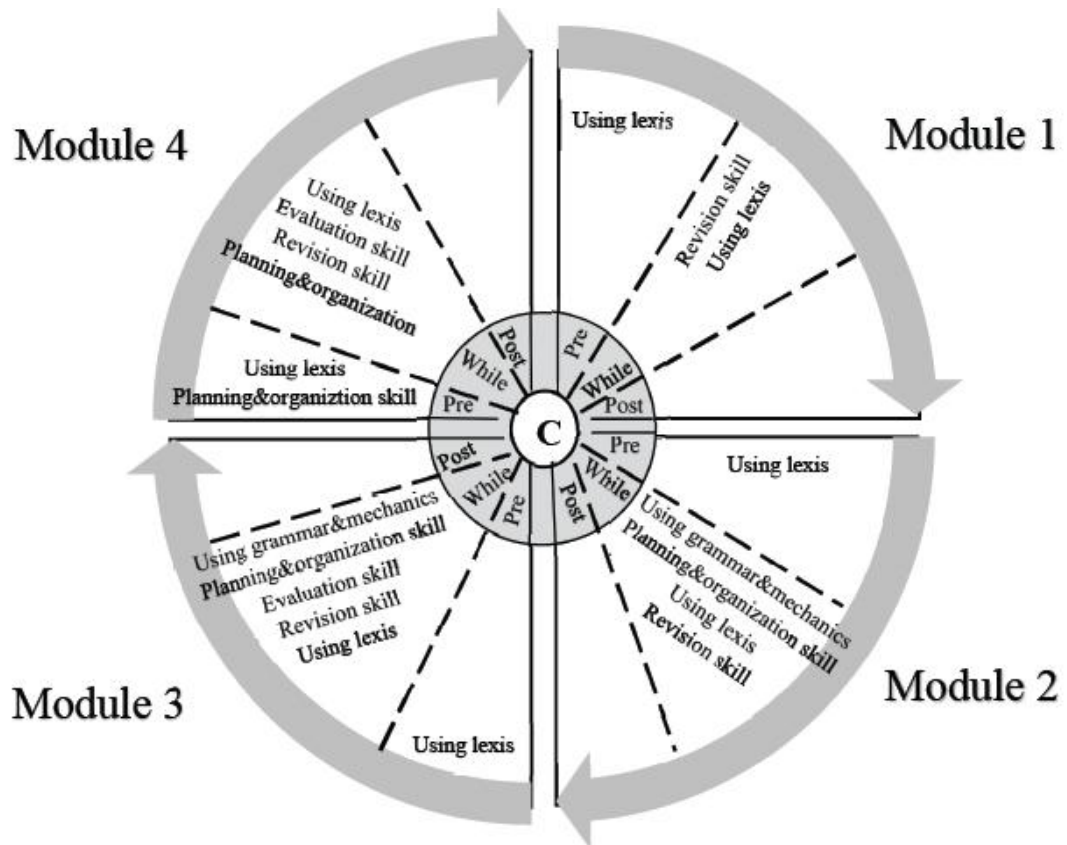 Module 4
Module 1
Using lexis
Revision skill
Using lexis
Using lexis
Evaluation skill
Revision skill
Planning&organization
Using lexis
Planning&organiztion skill
Post
While
Pre
Pre
While
Post
C
Post
While
Pre
Pre
While
Post
Using lexis
Using grammar&mechanics
Planning&organization skill
Using lexis
Revision skill
Using grammar&mechanics
Planning&organization skill
Evaluation skill
Revision skill
Using lexis
Using lexis
Module 3
Module 2